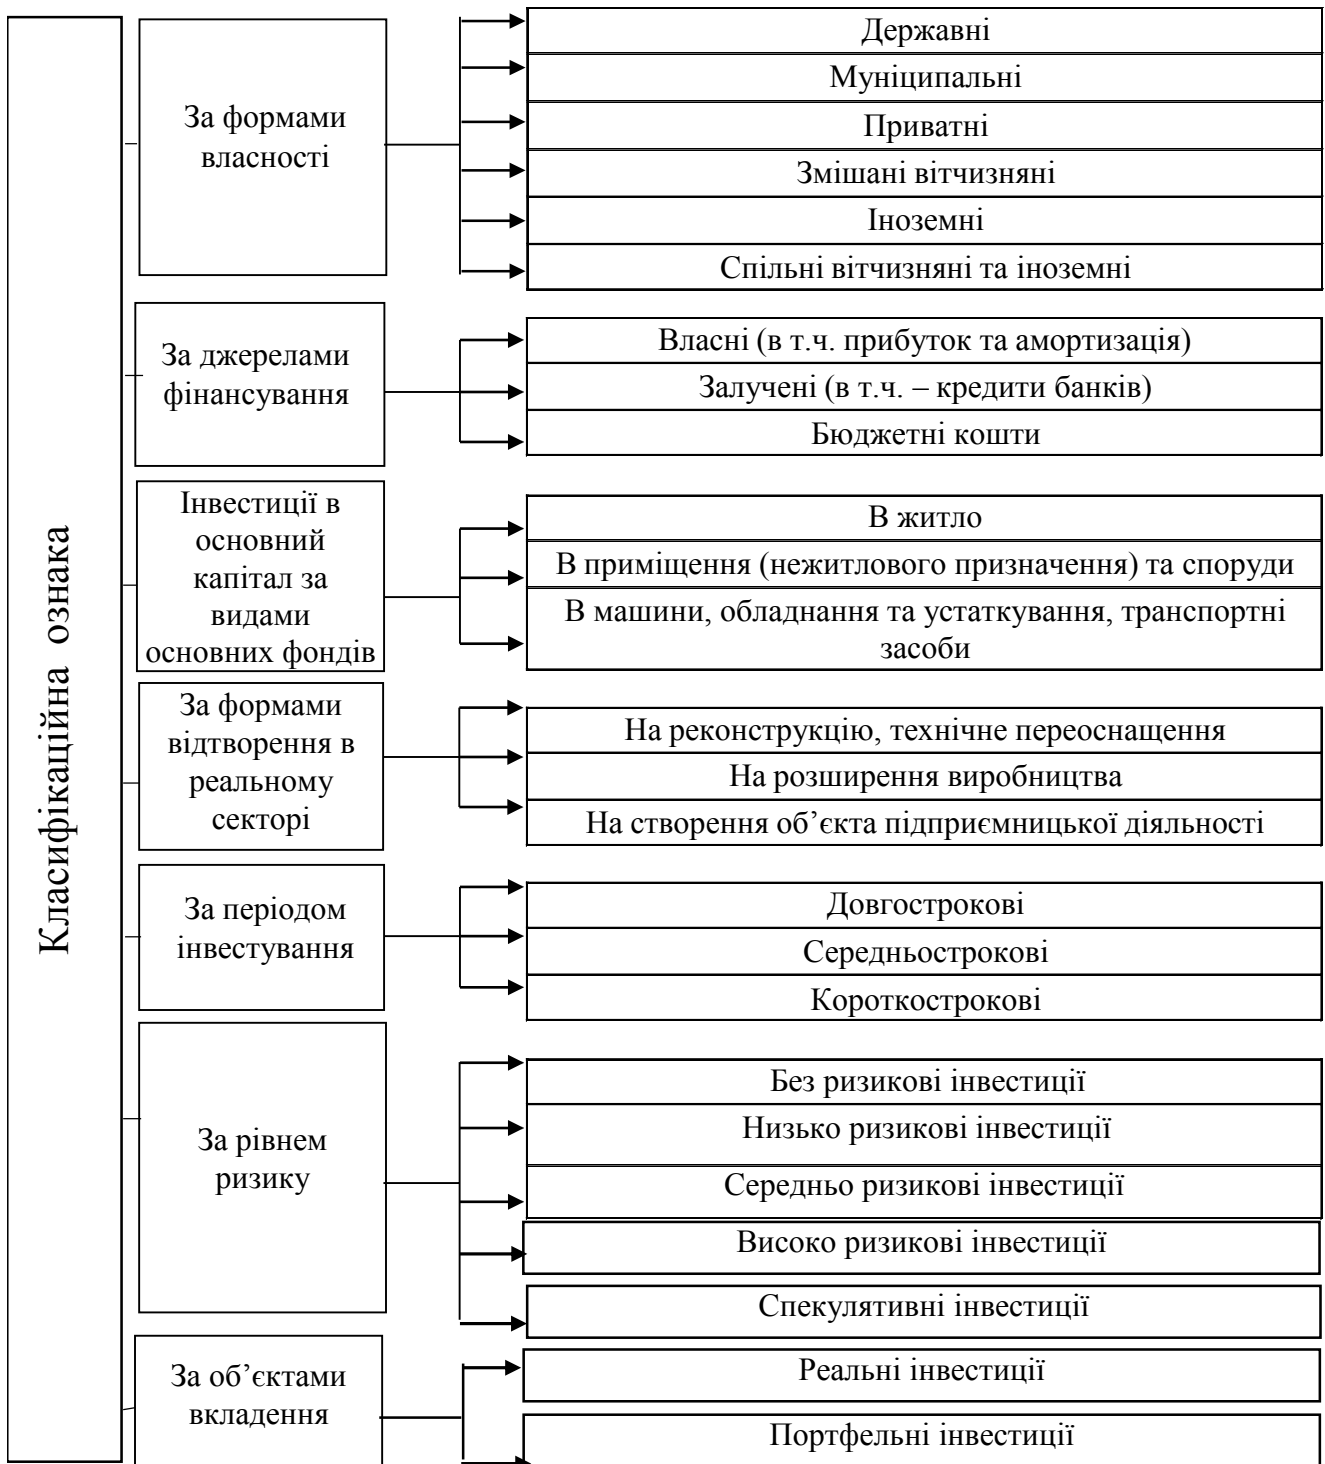 Класифікаційна ознака
За формами
власності
Державні
Муніципальні
Приватні
Змішані вітчизняні
Іноземні
Спільні вітчизняні та іноземні
За джерелами
фінансування
Власні (в т.ч. прибуток та амортизація)
Залучені (в т.ч. – кредити банків)
Бюджетні кошти
Інвестиції в
основний
капітал за
видами
основних фондів
В житло
В приміщення (нежитлового призначення) та споруди
В машини, обладнання та устаткування, транспортні
засоби
За формами
відтворення в
реальному
секторі
На реконструкцію, технічне переоснащення
На розширення виробництва
На створення об’єкта підприємницької діяльності
За періодом
інвестування
Довгострокові
Середньострокові
Короткострокові
За рівнем
ризику
Без ризикові інвестиції
Низько ризикові інвестиції
Середньо ризикові інвестиції
Високо ризикові інвестиції
Спекулятивні інвестиції
За об’єктами
вкладення
Реальні інвестиції
Портфельні інвестиції